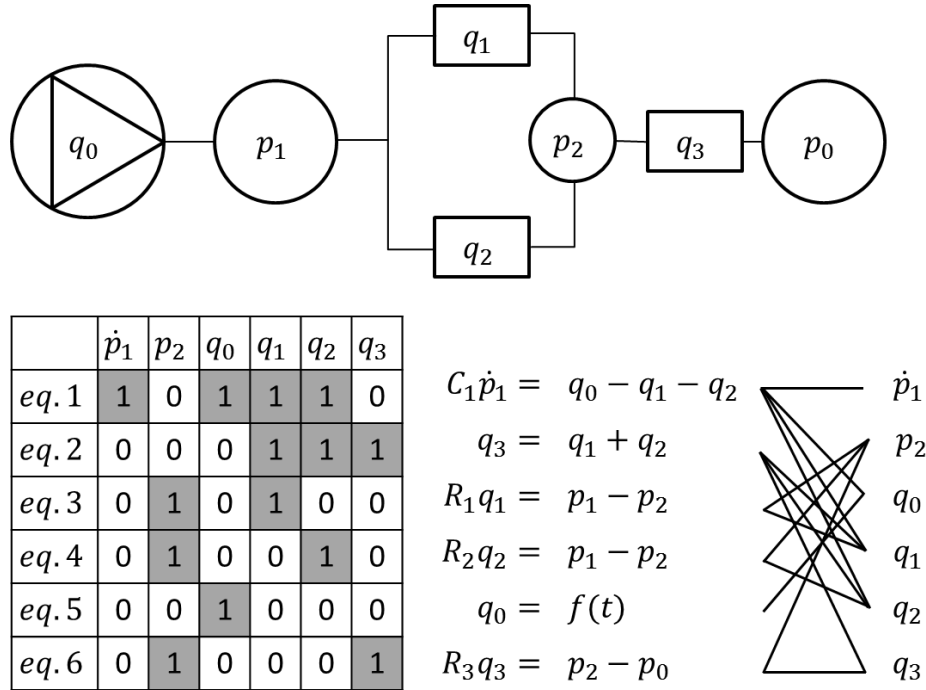 q₀ p₁ q₁ q₂ p₂ q₃ p₀
ṗ₁ p₂ q₀ q₁ q₂ q₃
eq. 1 1 0 1 1 1 0
eq. 2 0 0 0 1 1 1
eq. 3 0 1 0 1 0 0
eq. 4 0 1 0 0 1 0
eq. 5 0 0 1 0 0 0
eq. 6 0 1 0 0 0 1
C₁ṗ₁ = q₀ − q₁ − q₂
q₃ = q₁ + q₂
R₁q₁ = p₁ − p₂
R₂q₂ = p₁ − p₂
q₀ = f(t)
R₃q₃ = p₂ − p₀
ṗ₁
p₂
q₀
q₁
q₂
q₃